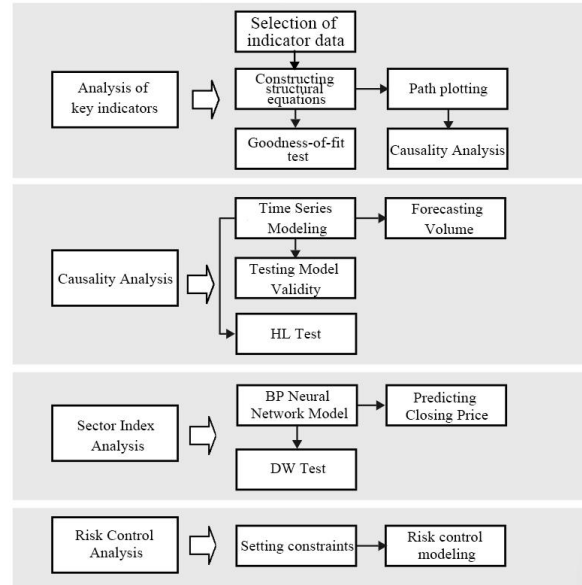 Selection of
indicator data
Analysis of
key indicators
Constructing
structural
equations
Path plotting
Goodness-of-fit
test
Causality Analysis
Causality Analysis
Time Series
Modeling
Forecasting
Volume
Testing Model
Validity
HL Test
Sector Index
Analysis
BP Neural
Network Model
Predicting
Closing Price
DW Test
Risk Control
Analysis
Setting constraints
Risk control
modeling